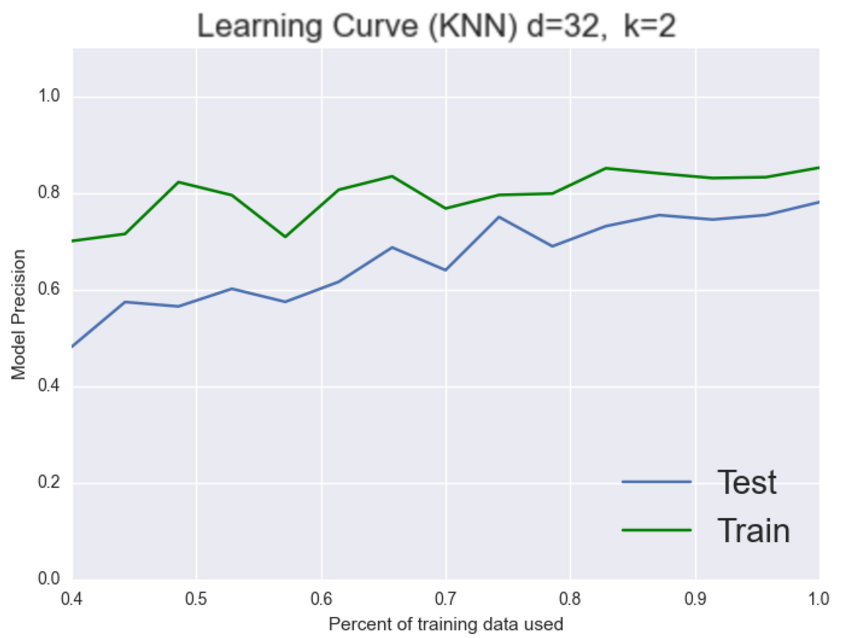 Learning Curve (KNN) d=32, k=2
1.0
0.8
0.6
0.4
0.2
0.0
Model Precision
Test
Train
0.4 0.5 0.6 0.7 0.8 0.9 1.0
Percent of training data used